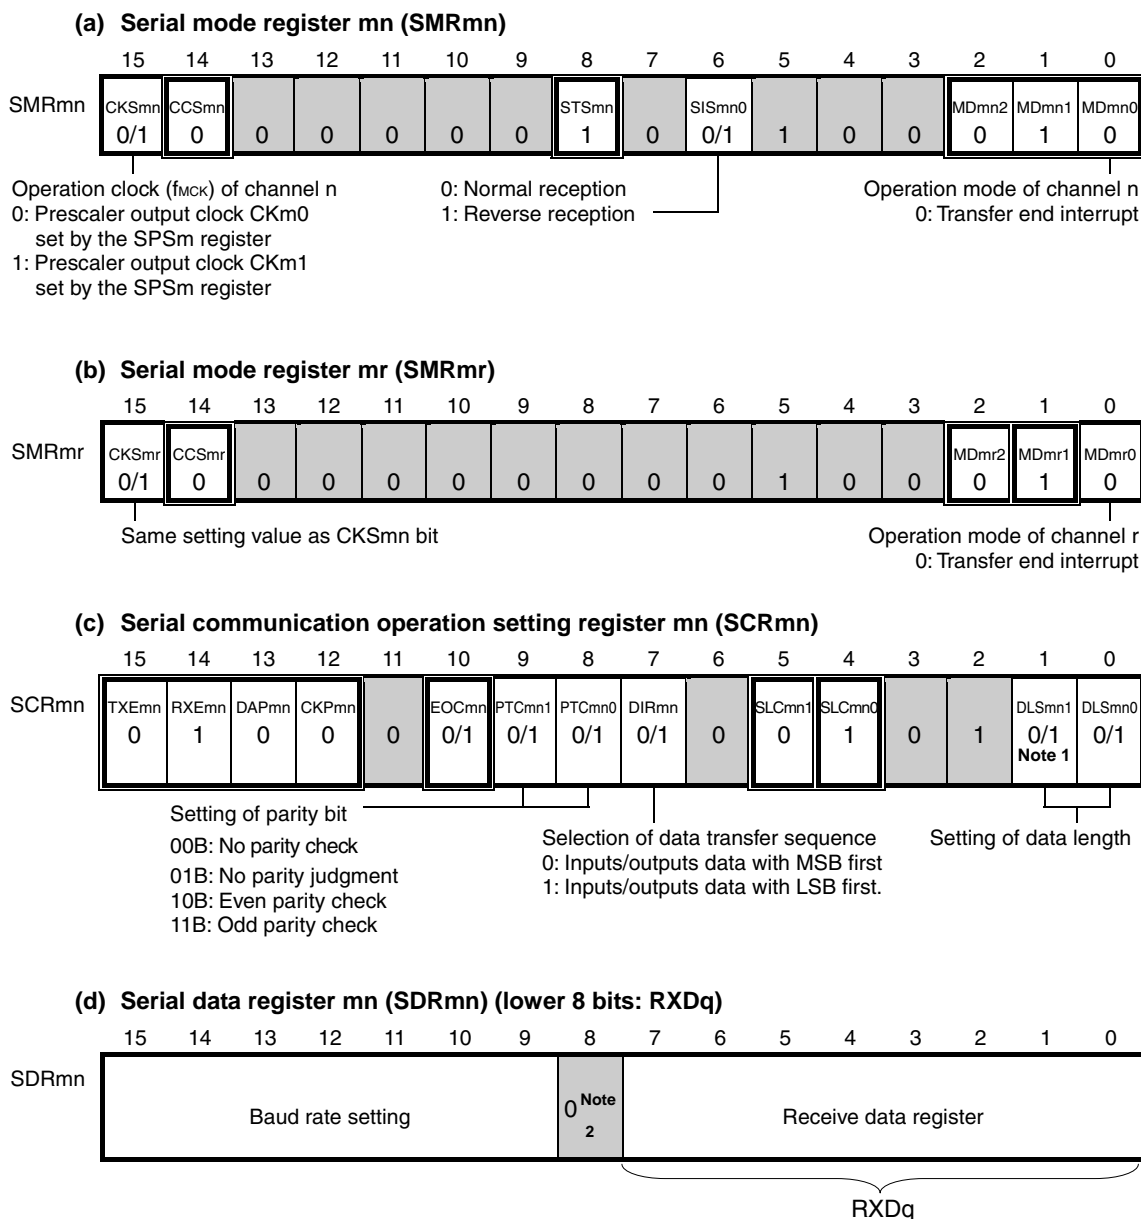 (a) Serial mode register mn (SMRmn)
15 14 13 12 11 10 9 8 7 6 5 4 3 2 1 0
SMRmn
CKSmn CCSmn STSmn SISmn0 MDmn2 MDmn1 MDmn0
0/1 0 0 0 0 0 0 1 0 0/1 1 0 0 0 1 0
Operation clock (fMCK) of channel n
0: Prescaler output clock CKm0
set by the SPSm register
1: Prescaler output clock CKm1
set by the SPSm register
0: Normal reception
1: Reverse reception
Operation mode of channel n
0: Transfer end interrupt
(b) Serial mode register mr (SMRmr)
15 14 13 12 11 10 9 8 7 6 5 4 3 2 1 0
SMRmr
CKSmr CCSmr MDmr2 MDmr1 MDmr0
0/1 0 0 0 0 0 0 0 0 0 1 0 0 0 1 0
Same setting value as CKSmn bit
Operation mode of channel r
0: Transfer end interrupt
(c) Serial communication operation setting register mn (SCRmn)
15 14 13 12 11 10 9 8 7 6 5 4 3 2 1 0
SCRmn
TXEmn RXEmn DAPmn CKPmn EOCmn PTCmn1 PTCmn0 DIRmn SLCmn1 SLCmn0 DLSmn1 DLSmn0
0 1 0 0 0 0/1 0/1 0/1 0/1 0 0 1 0 1 0/1 0/1
Note 1
Setting of parity bit
00B: No parity check
01B: No parity judgment
10B: Even parity check
11B: Odd parity check
Selection of data transfer sequence
0: Inputs/outputs data with MSB first
1: Inputs/outputs data with LSB first.
Setting of data length
(d) Serial data register mn (SDRmn) (lower 8 bits: RXDq)
15 14 13 12 11 10 9 8 7 6 5 4 3 2 1 0
SDRmn
Baud rate setting
0 Note
2
Receive data register
RXDq